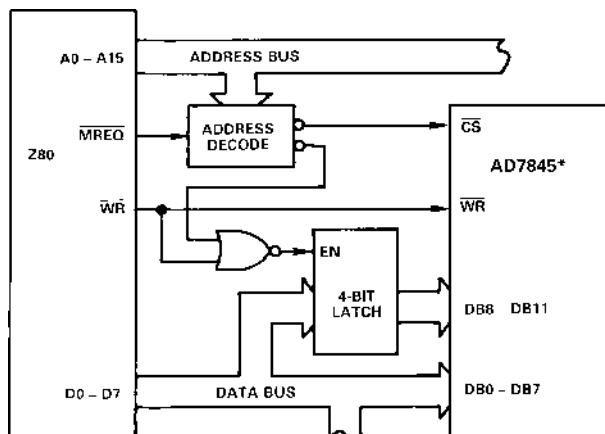 A0 – A15
ADDRESS BUS
MREQ
ADDRESS
DECODE
CS
Z80
AD7845*
WR
WR
EN
4-BIT
LATCH
DB8 DB11
D0 – D7
DATA BUS
DB0 – DB7